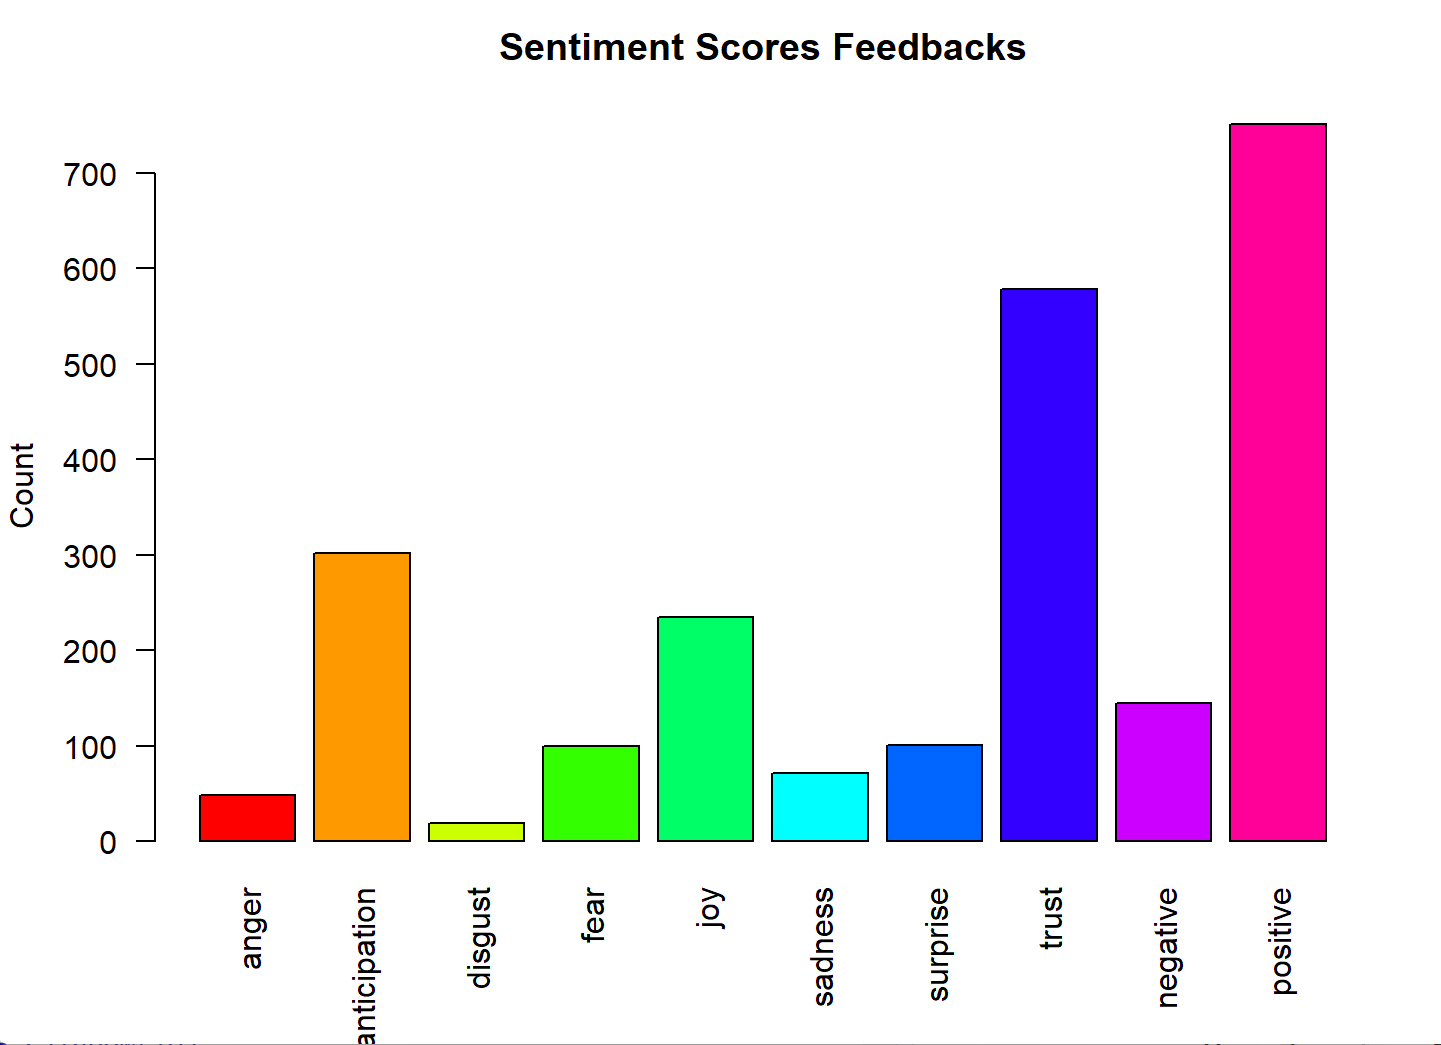 Sentiment Scores Feedbacks
700
600
500
400
300
200
100
0
Count
anger
anticipation
disgust
fear
joy
sadness
surprise
trust
negative
positive